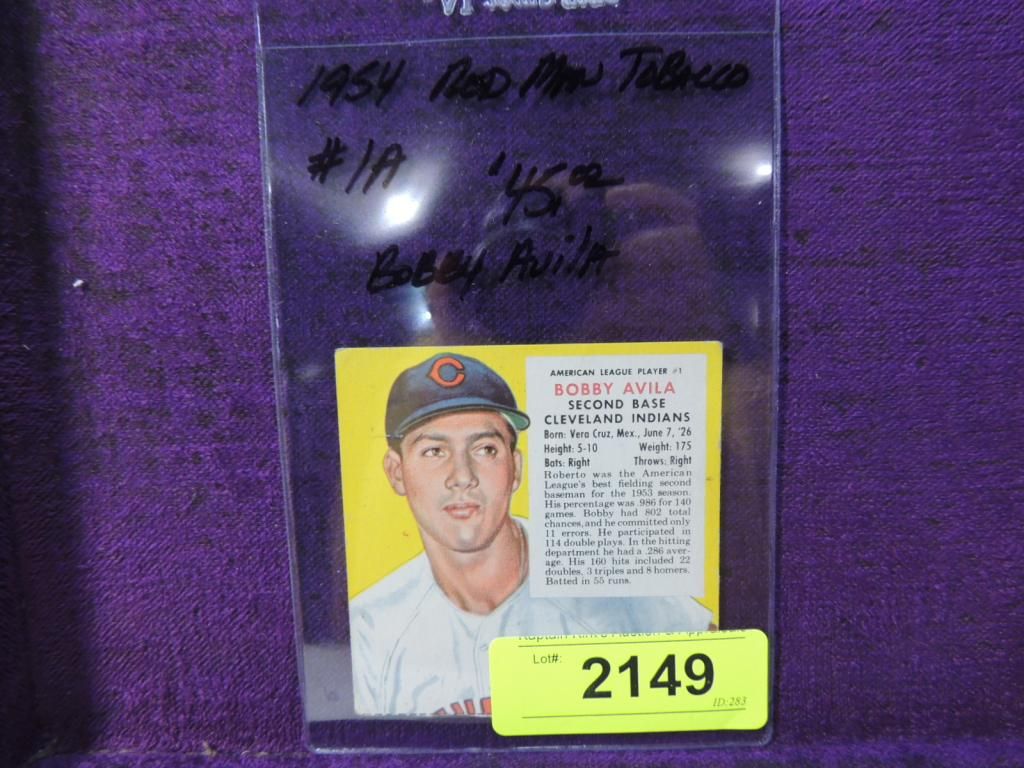 1954 Red Man Tobacco
#1A $45.00
Bobby Avila
C
AMERICAN LEAGUE PLAYER #1
BOBBY AVILA
SECOND BASE
CLEVELAND INDIANS
Born: Vera Cruz, Mex., June 7, '26
Height: 5-10 Weight: 175
Bats: Right Throws: Right
Roberto was the American
League's best fielding second
baseman for the 1953 season.
His percentage was .986 for 140
games. Bobby had 802 total
chances, and he committed only
11 errors. He participated in
114 double plays. In the hitting
department he had a .286 aver-
age. His 160 hits included 22
doubles, 3 triples and 8 homers.
Batted in 55 runs.
Lot#: 2149
ID:283